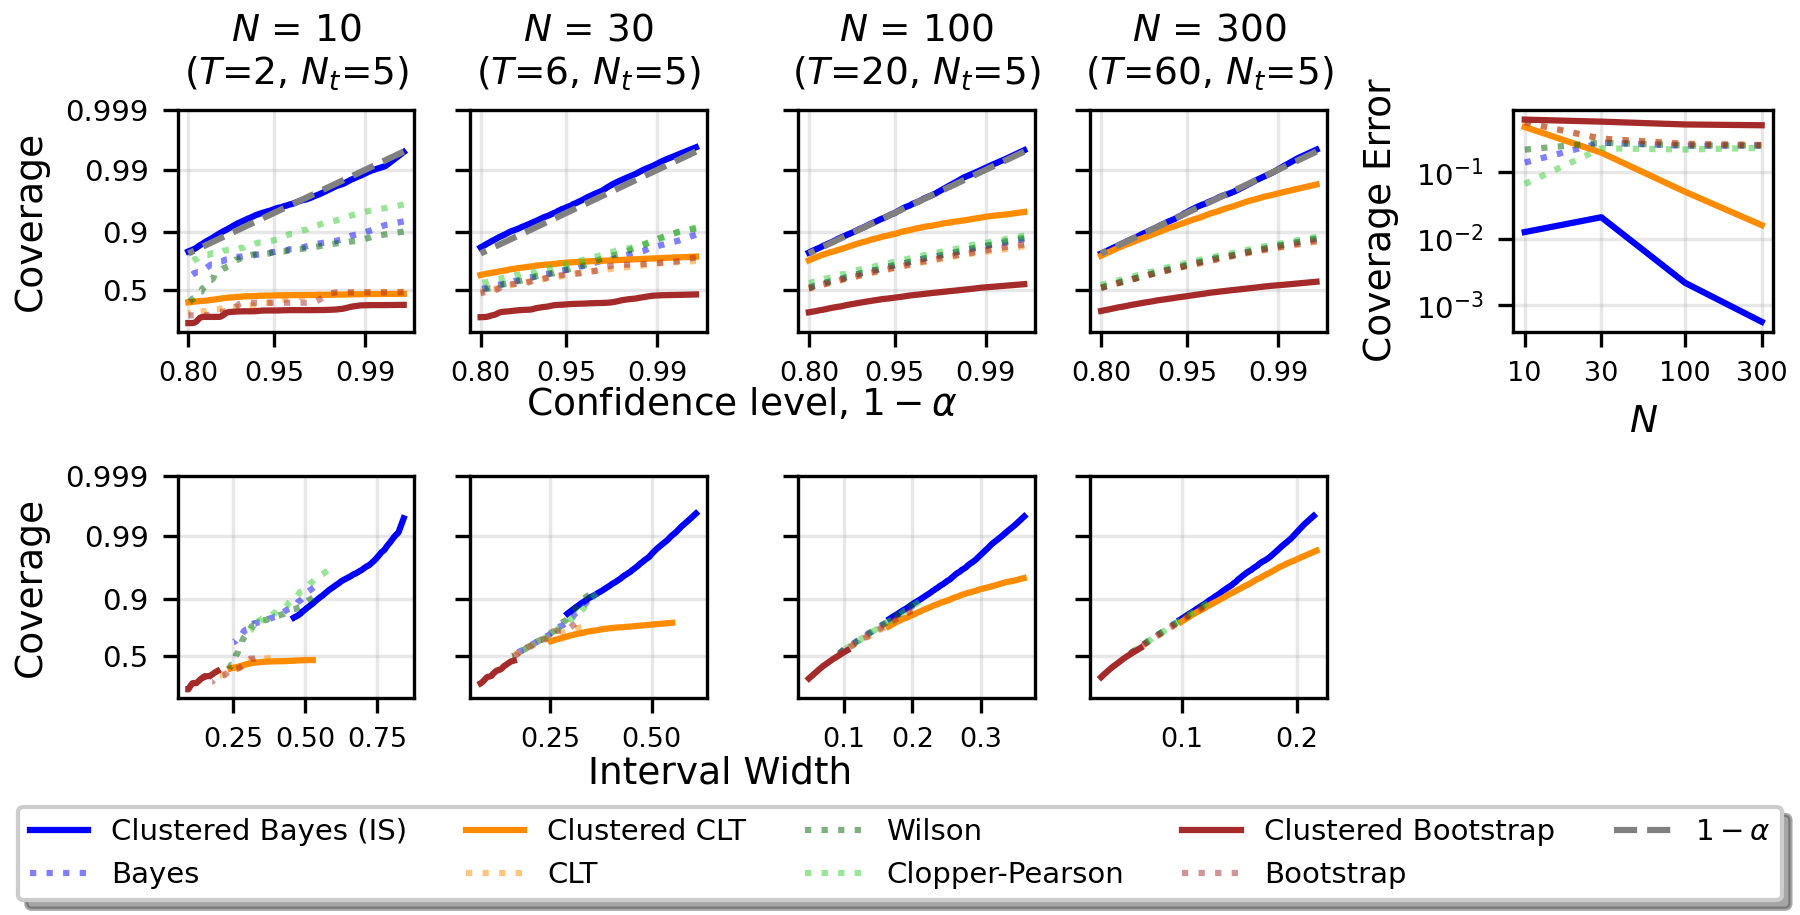 N = 10
(T=2, Nₜ=5)
N = 30
(T=6, Nₜ=5)
N = 100
(T=20, Nₜ=5)
N = 300
(T=60, Nₜ=5)
Coverage
0.999
0.99
0.9
0.5
0.80 0.95 0.99
0.80 0.95 0.99
0.80 0.95 0.99
0.80 0.95 0.99
Confidence level, 1 − α
Coverage Error
10⁻¹
10⁻²
10⁻³
10 30 100 300
N
Coverage
0.999
0.99
0.9
0.5
0.25 0.50 0.75
0.25 0.50
0.1 0.2 0.3
0.1 0.2
Interval Width
Clustered Bayes (IS)
Clustered CLT
Wilson
Clustered Bootstrap
1 − α
Bayes
CLT
Clopper-Pearson
Bootstrap